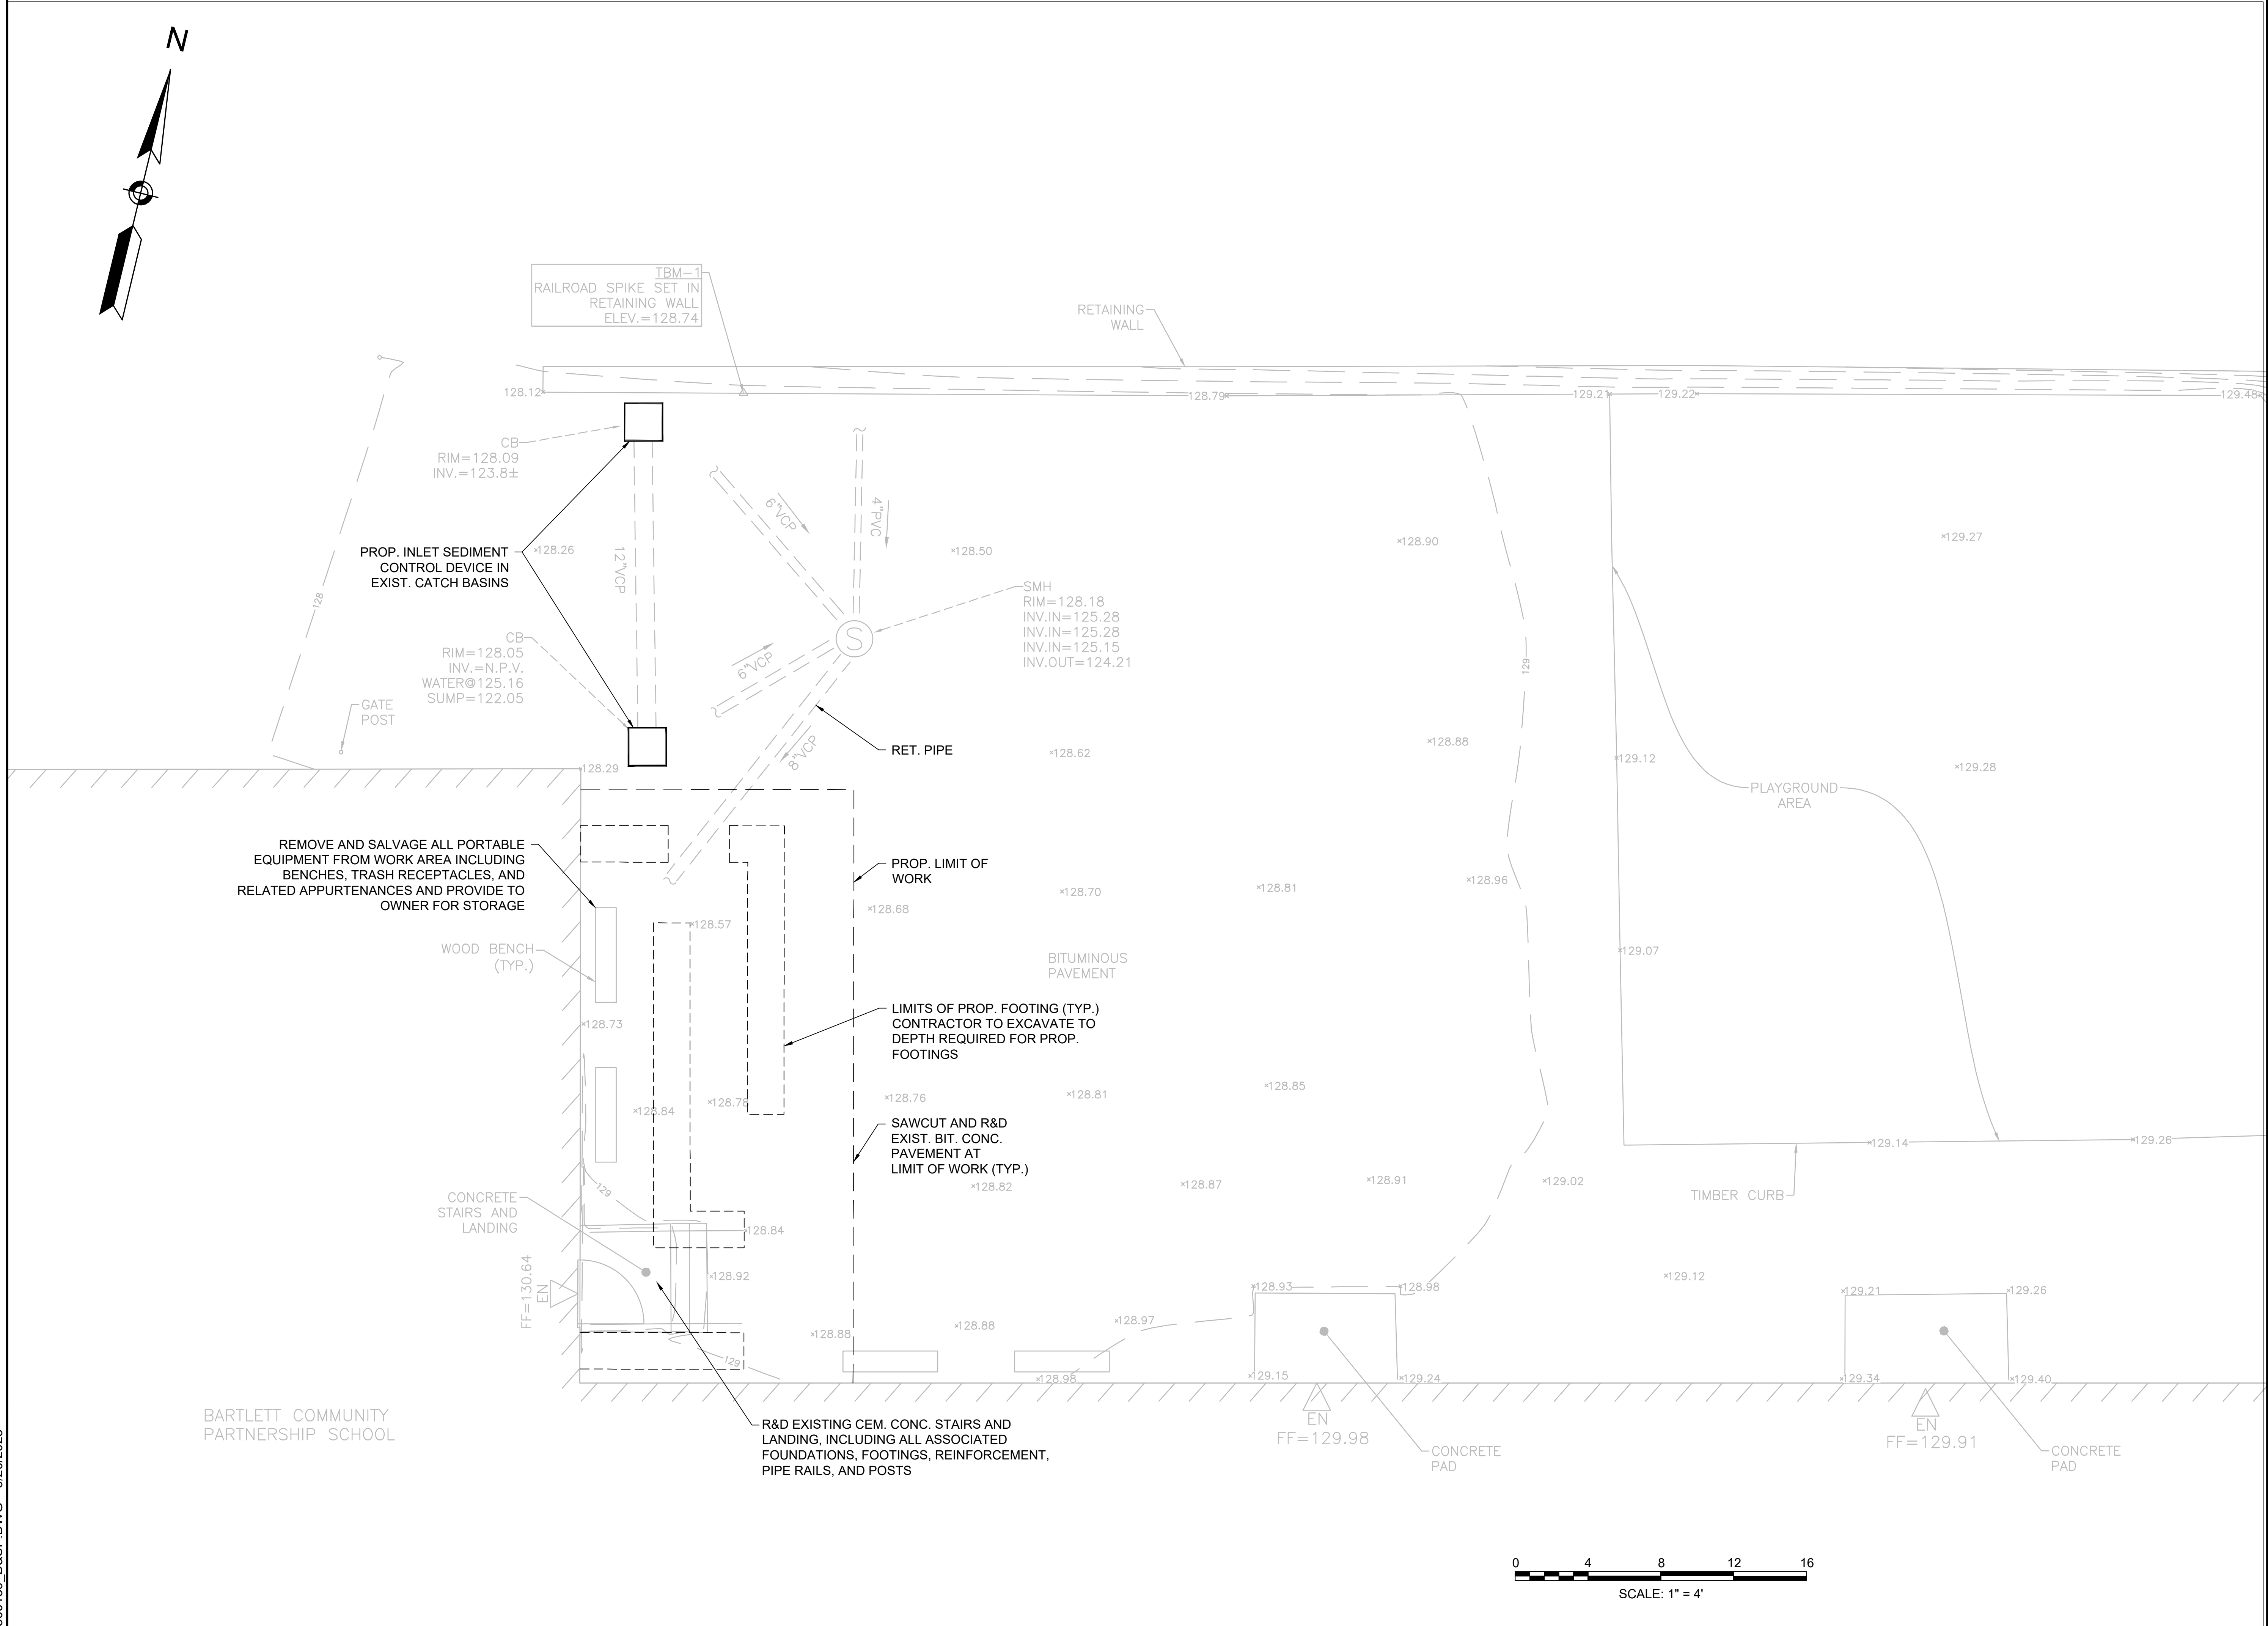 N
TBM-1
RAILROAD SPIKE SET IN
RETAINING WALL
ELEV.=128.74
RETAINING
WALL
128.12
128.79
129.21
129.22
129.48
CB
RIM=128.09
INV.=123.8±
6"VCP
4"PVC
12"VCP
128.26
128.50
128.90
129.27
PROP. INLET SEDIMENT
CONTROL DEVICE IN
EXIST. CATCH BASINS
128
SMH
RIM=128.18
INV.IN=125.28
INV.IN=125.28
INV.IN=125.15
INV.OUT=124.21
S
CB
RIM=128.05
INV.=N.P.V.
WATER@125.16
SUMP=122.05
6"VCP
129
GATE
POST
RET. PIPE
8"VCP
128.62
128.88
129.12
128.29
129.28
PLAYGROUND
AREA
REMOVE AND SALVAGE ALL PORTABLE
EQUIPMENT FROM WORK AREA INCLUDING
BENCHES, TRASH RECEPTACLES, AND
RELATED APPURTENANCES AND PROVIDE TO
OWNER FOR STORAGE
PROP. LIMIT OF
WORK
128.70
128.81
128.96
128.68
128.57
WOOD BENCH
(TYP.)
BITUMINOUS
PAVEMENT
129.07
LIMITS OF PROP. FOOTING (TYP.)
CONTRACTOR TO EXCAVATE TO
DEPTH REQUIRED FOR PROP.
FOOTINGS
128.73
128.84
128.78
128.76
128.81
128.85
SAWCUT AND R&D
EXIST. BIT. CONC.
PAVEMENT AT
LIMIT OF WORK (TYP.)
129.14
129.26
129
128.82
128.87
128.91
129.02
TIMBER CURB
CONCRETE
STAIRS AND
LANDING
128.84
FF=130.64
EN
128.92
128.93
128.98
129.12
129.21
129.26
128.88
128.88
128.97
129
128.98
129.15
129.24
129.34
129.40
BARTLETT COMMUNITY
PARTNERSHIP SCHOOL
R&D EXISTING CEM. CONC. STAIRS AND
LANDING, INCLUDING ALL ASSOCIATED
FOUNDATIONS, FOOTINGS, REINFORCEMENT,
PIPE RAILS, AND POSTS
EN
FF=129.98
CONCRETE
PAD
EN
FF=129.91
CONCRETE
PAD
0 4 8 12 16
SCALE: 1" = 4'